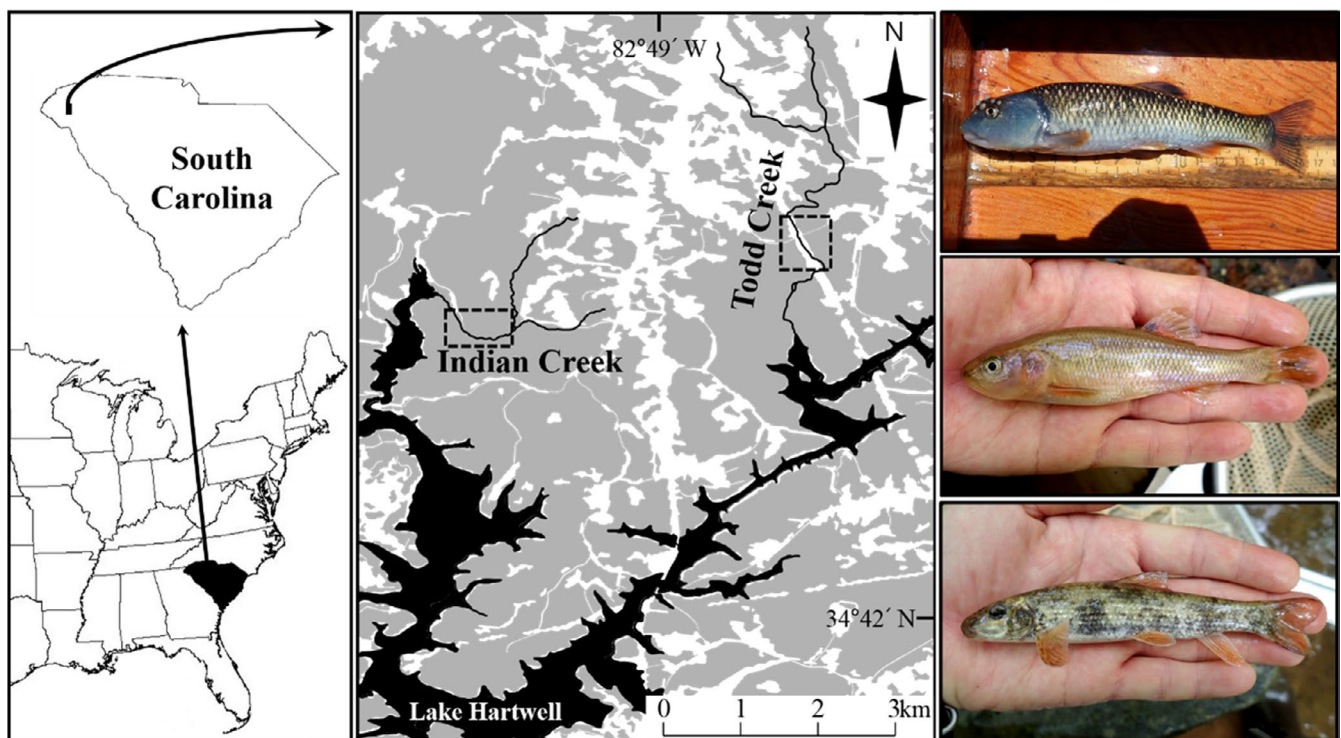 South
Carolina
82°49´ W
N
Todd Creek
Indian Creek
34°42´ N
Lake Hartwell
0 1 2 3km